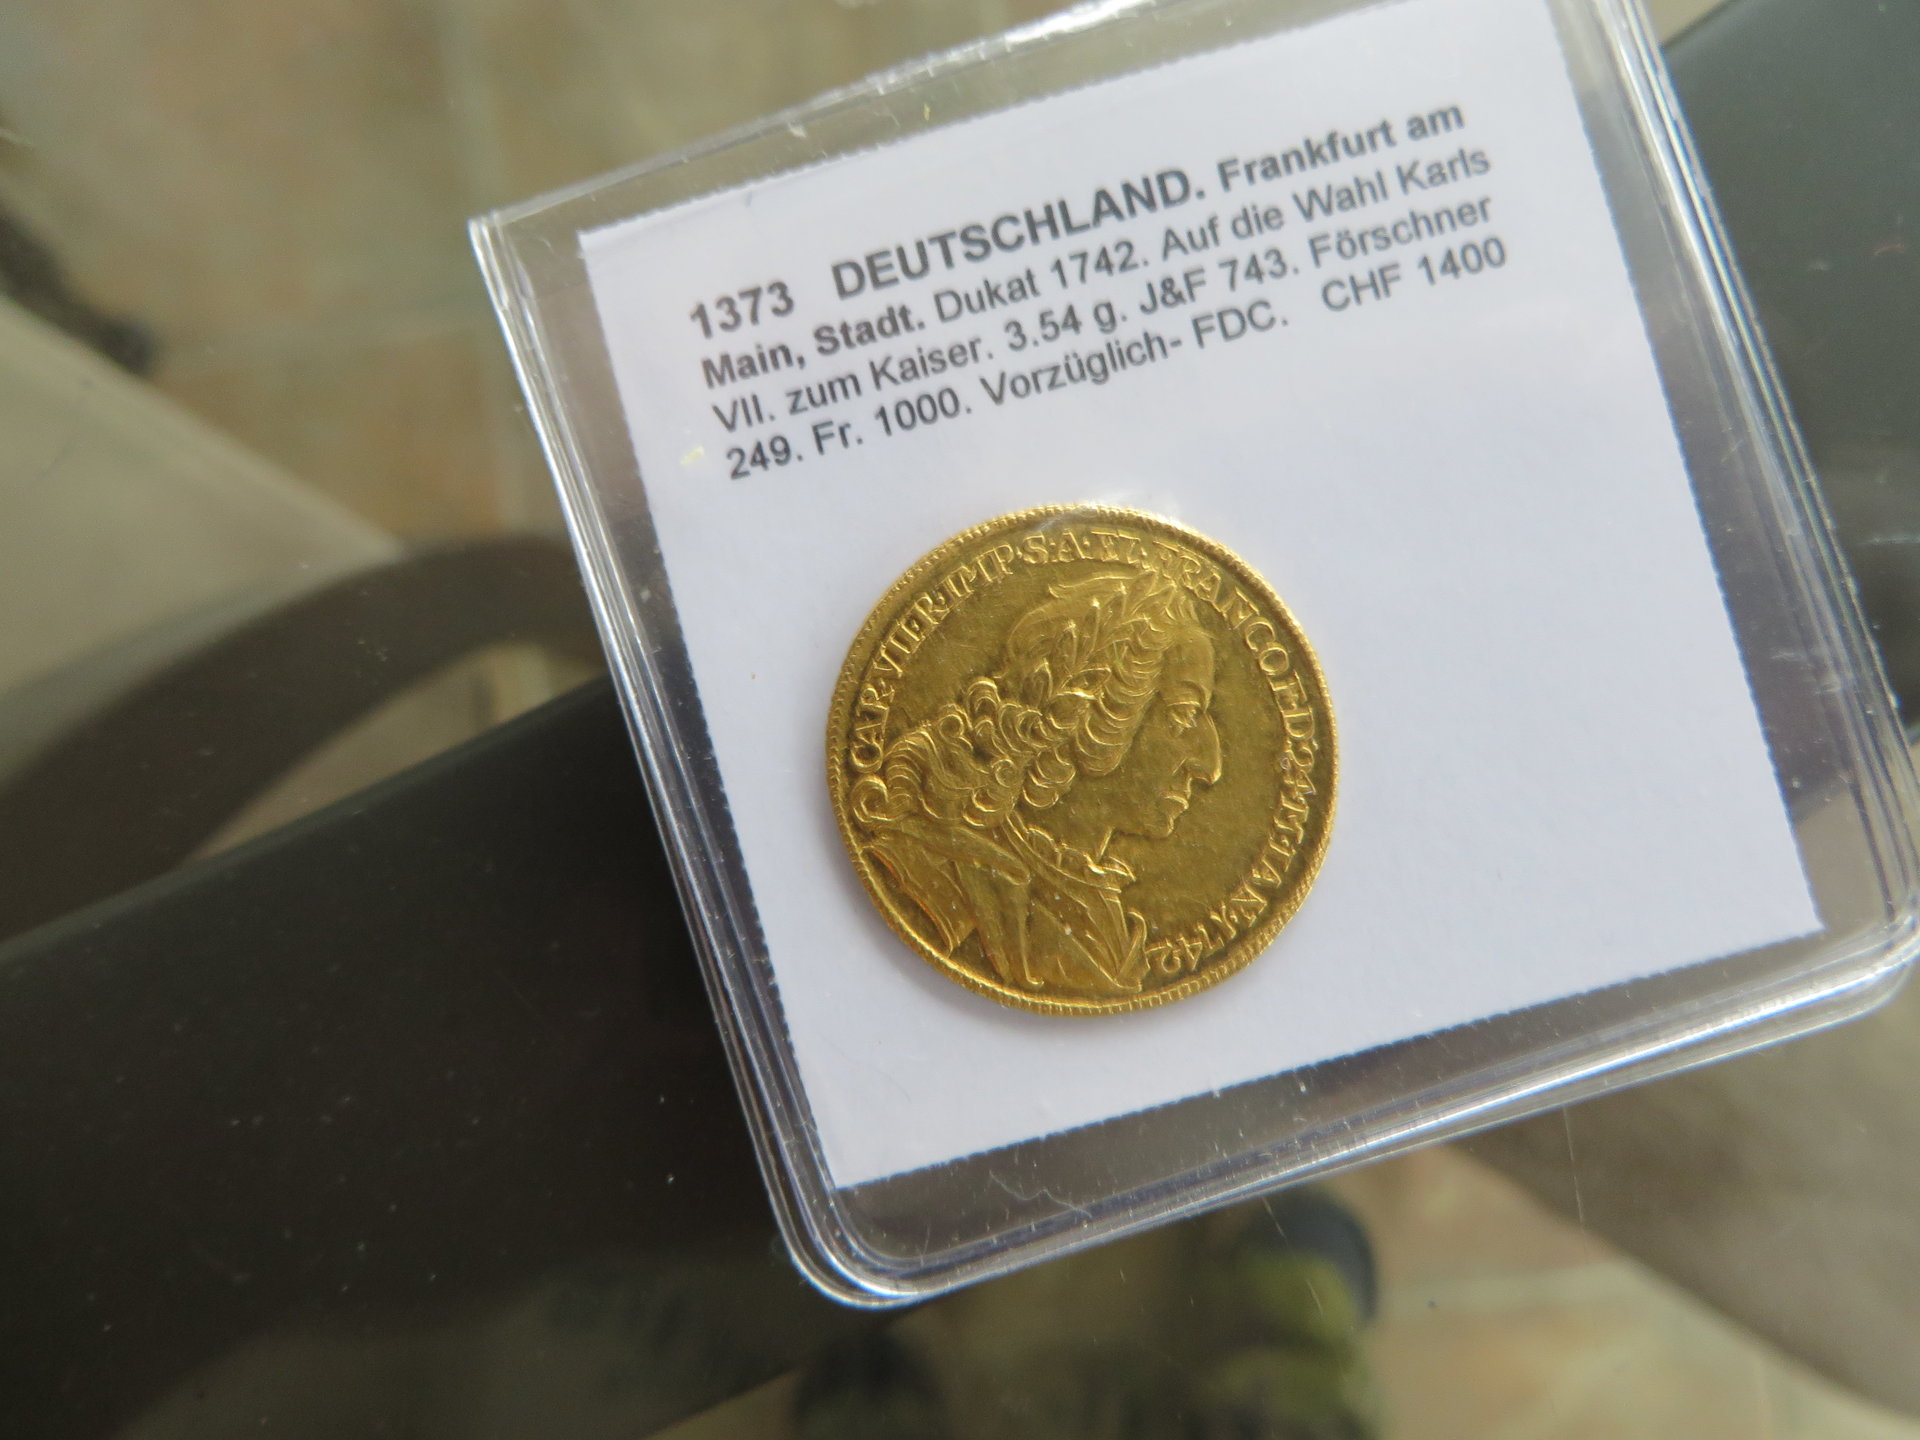 1373 DEUTSCHLAND. Frankfurt am
Main, Stadt. Dukat 1742. Auf die Wahl Karls
VII. zum Kaiser. 3.54 g. J&F 743. Förschner
249. Fr. 1000. Vorzüglich- FDC. CHF 1400
CAR·VII·ER·IMP·S·A·EL·FRANCOF·D·24·M·IAN·1742